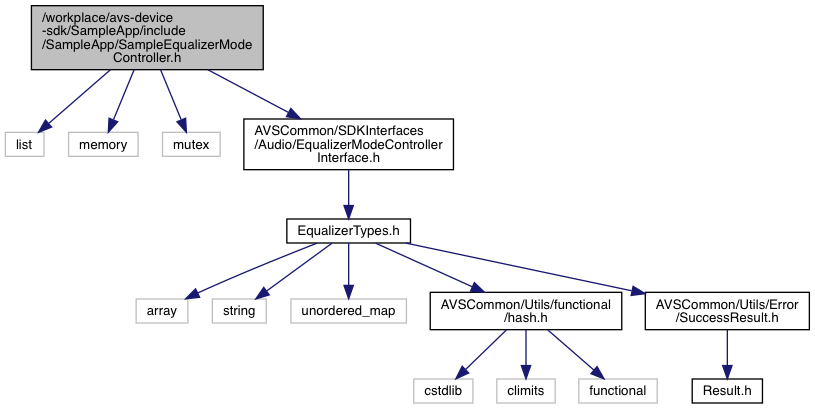 /workplace/avs-device
-sdk/SampleApp/include
/SampleApp/SampleEqualizerMode
Controller.h
list
memory
mutex
AVSCommon/SDKInterfaces
/Audio/EqualizerModeController
Interface.h
EqualizerTypes.h
array
string
unordered_map
AVSCommon/Utils/functional
/hash.h
AVSCommon/Utils/Error
/SuccessResult.h
cstdlib
climits
functional
Result.h